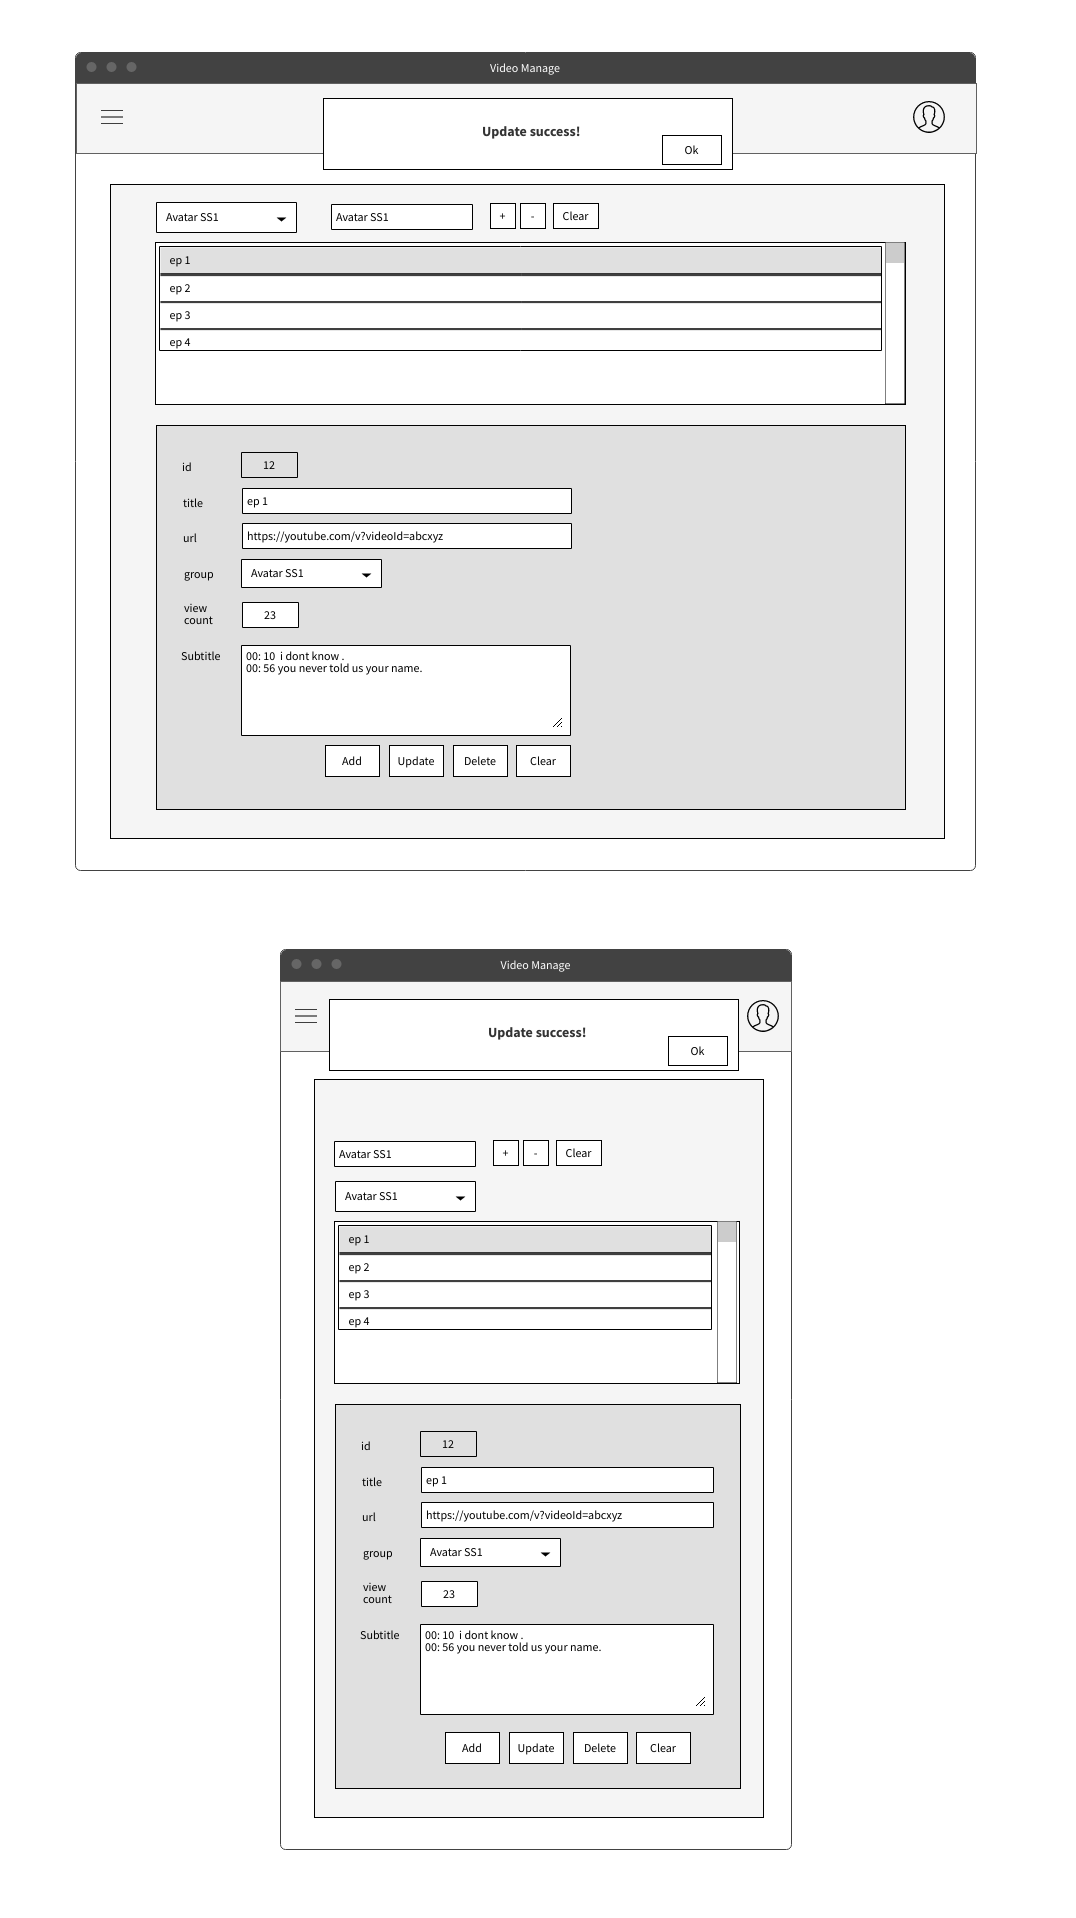 Video Manage
Update success!
Ok
Avatar SS1
Avatar SS1
+
-
Clear
ep 1
ep 2
ep 3
ep 4
id
12
title
ep 1
url
https://youtube.com/v?videoId=abcxyz
group
Avatar SS1
view
count
23
Subtitle
00: 10  i dont know .
00: 56 you never told us your name.
Add
Update
Delete
Clear
Video Manage
Update success!
Ok
Avatar SS1
+
-
Clear
Avatar SS1
ep 1
ep 2
ep 3
ep 4
id
12
title
ep 1
url
https://youtube.com/v?videoId=abcxyz
group
Avatar SS1
view
count
23
Subtitle
00: 10  i dont know .
00: 56 you never told us your name.
Add
Update
Delete
Clear